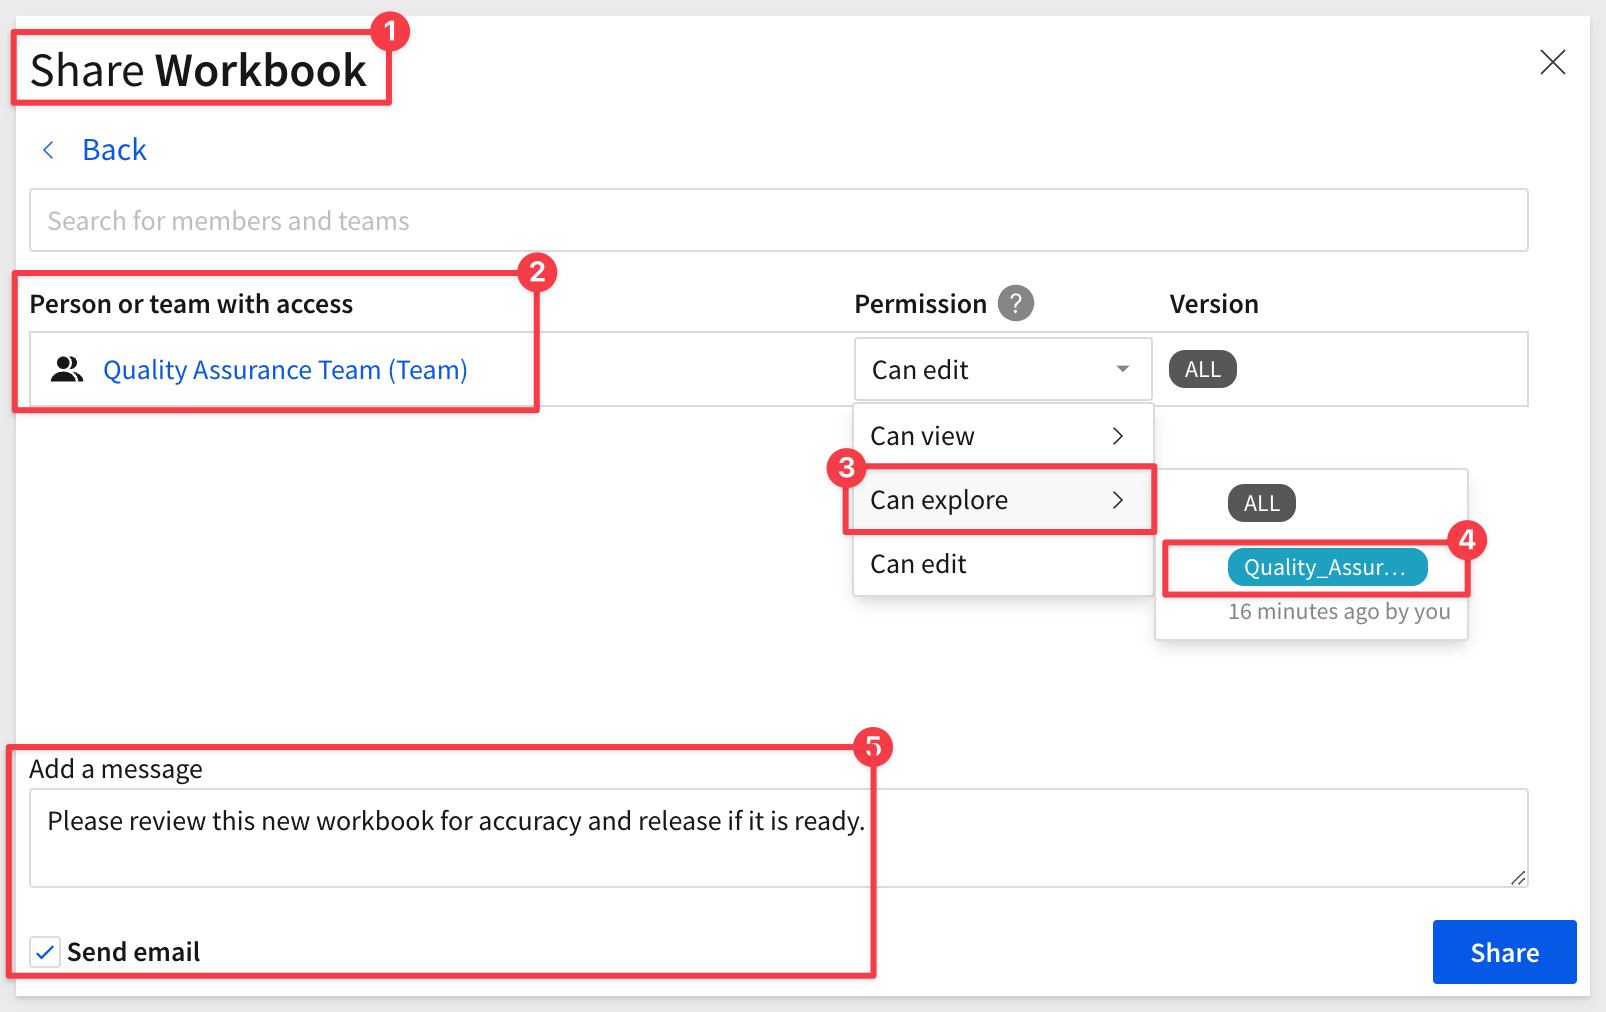 Share Workbook
1
Back
Search for members and teams
2
Person or team with access
Permission ?
Version
Quality Assurance Team (Team)
Can edit
ALL
Can view
3
Can explore
ALL
4
Quality_Assur...
Can edit
16 minutes ago by you
5
Add a message
Please review this new workbook for accuracy and release if it is ready.
Send email
Share